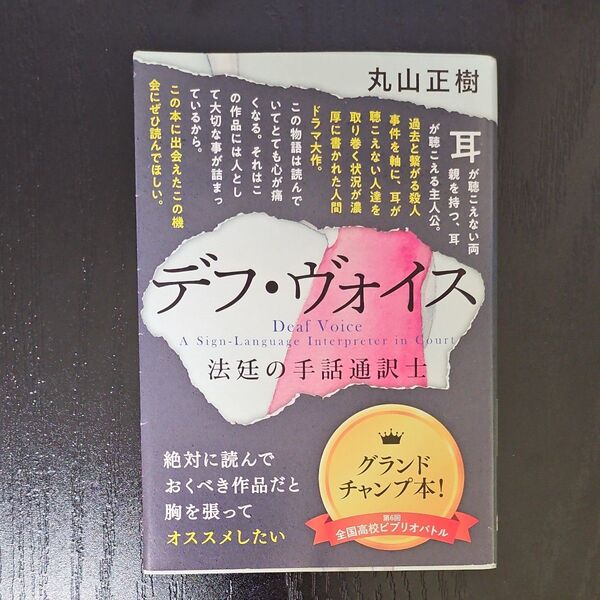 丸山正樹
耳が聴こえない両
親を持つ、耳
が聴こえる主人公。
過去と繋がる殺人
事件を軸に、耳が
聴こえない人達を
取り巻く状況が濃
厚に書かれた人間
ドラマ大作。
この物語は読んで
いてとても心が痛
くなる。それはこ
の作品には人とし
て大切な事が詰まっ
ているから。
この本に出会えたこの機
会にぜひ読んでほしい。
デフ・ヴォイス
Deaf Voice
A Sign-Language Interpreter in Court
法廷の手話通訳士
絶対に読んで
おくべき作品だと
胸を張って
オススメしたい
グランド
チャンプ本!
第6回
全国高校ビブリオバトル